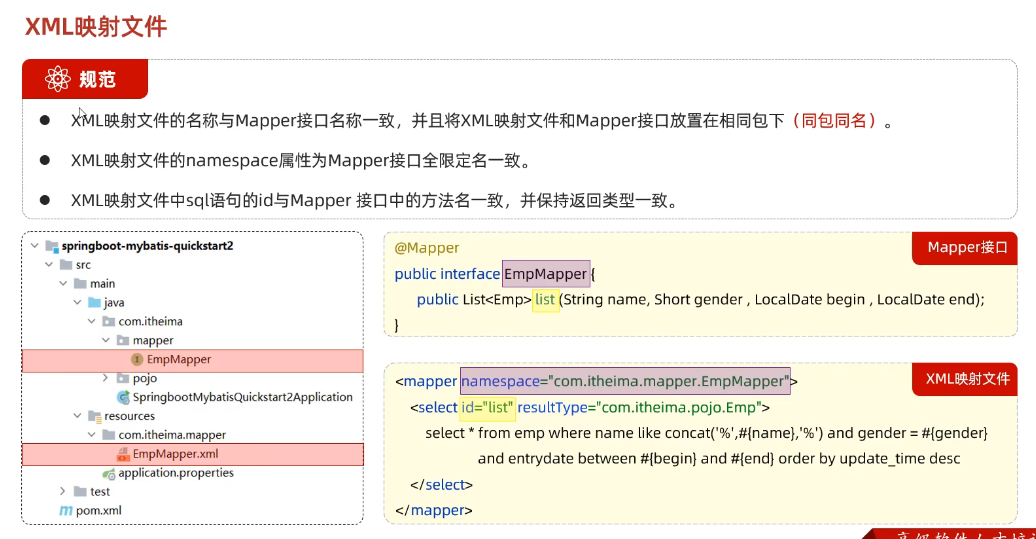 XML映射文件
规范
XML映射文件的名称与Mapper接口名称一致，并且将XML映射文件和Mapper接口放置在相同包下（同包同名）。
XML映射文件的namespace属性为Mapper接口全限定名一致。
XML映射文件中sql语句的id与Mapper 接口中的方法名一致，并保持返回类型一致。
springboot-mybatis-quickstart2
src
main
java
com.itheima
mapper
EmpMapper
pojo
SpringbootMybatisQuickstart2Application
resources
com.itheima.mapper
EmpMapper.xml
application.properties
test
pom.xml
Mapper接口
@Mapper
public interface EmpMapper {
public List<Emp> list (String name, Short gender , LocalDate begin , LocalDate end);
}
XML映射文件
<mapper namespace="com.itheima.mapper.EmpMapper">
<select id="list" resultType="com.itheima.pojo.Emp">
select * from emp where name like concat('%',#{name},'%') and gender = #{gender}
and entrydate between #{begin} and #{end} order by update_time desc
</select>
</mapper>